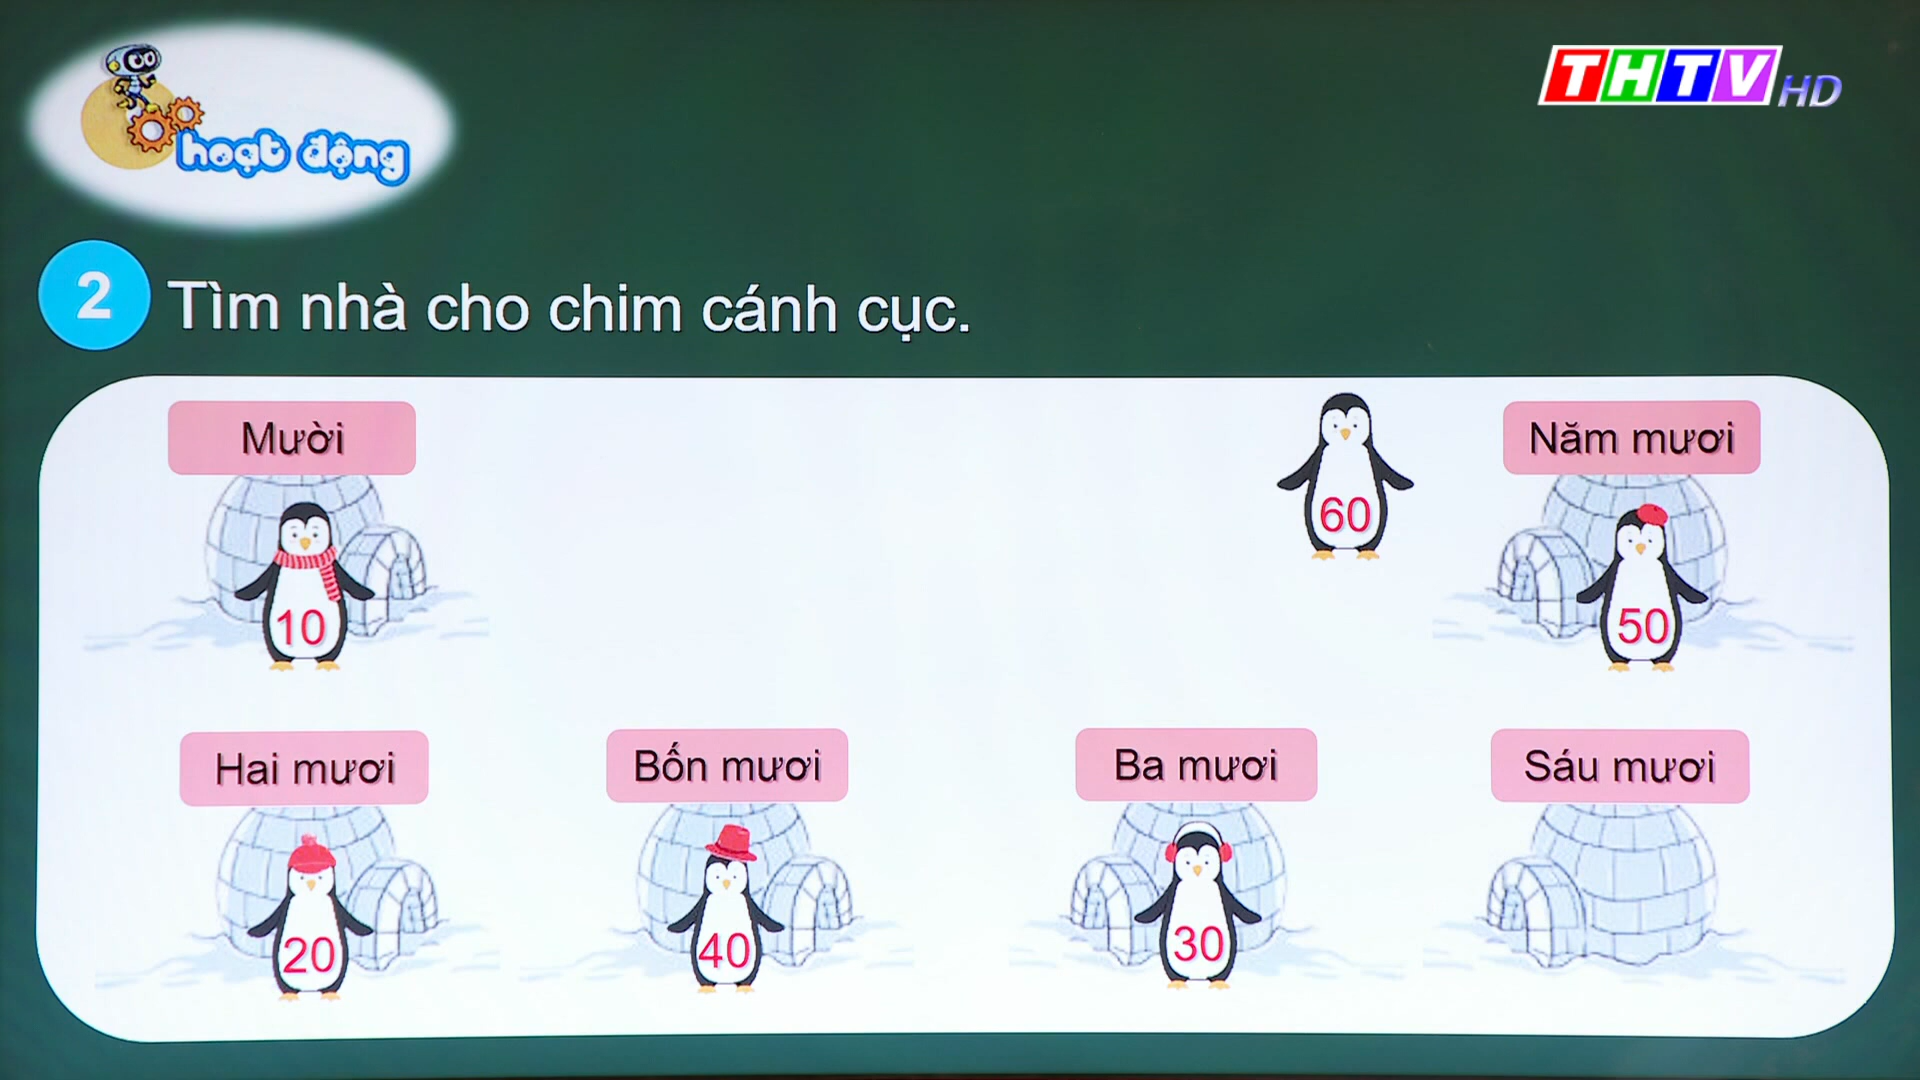 THTV HD
hoạt động
2 Tìm nhà cho chim cánh cục.
Mười
60
Năm mươi
10
50
Hai mươi
Bốn mươi
Ba mươi
Sáu mươi
20
40
30